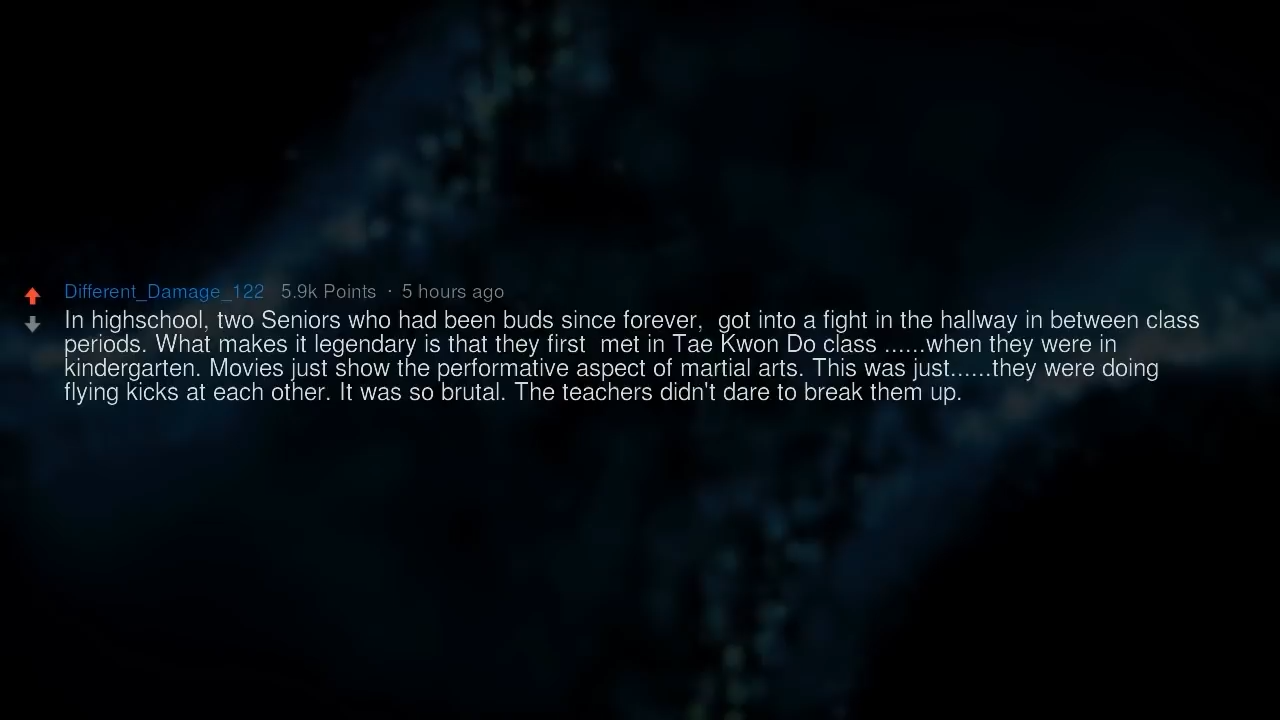 Different_Damage_122 5.9k Points · 5 hours ago
In highschool, two Seniors who had been buds since forever,  got into a fight in the hallway in between class
periods. What makes it legendary is that they first  met in Tae Kwon Do class ......when they were in
kindergarten. Movies just show the performative aspect of martial arts. This was just......they were doing
flying kicks at each other. It was so brutal. The teachers didn't dare to break them up.